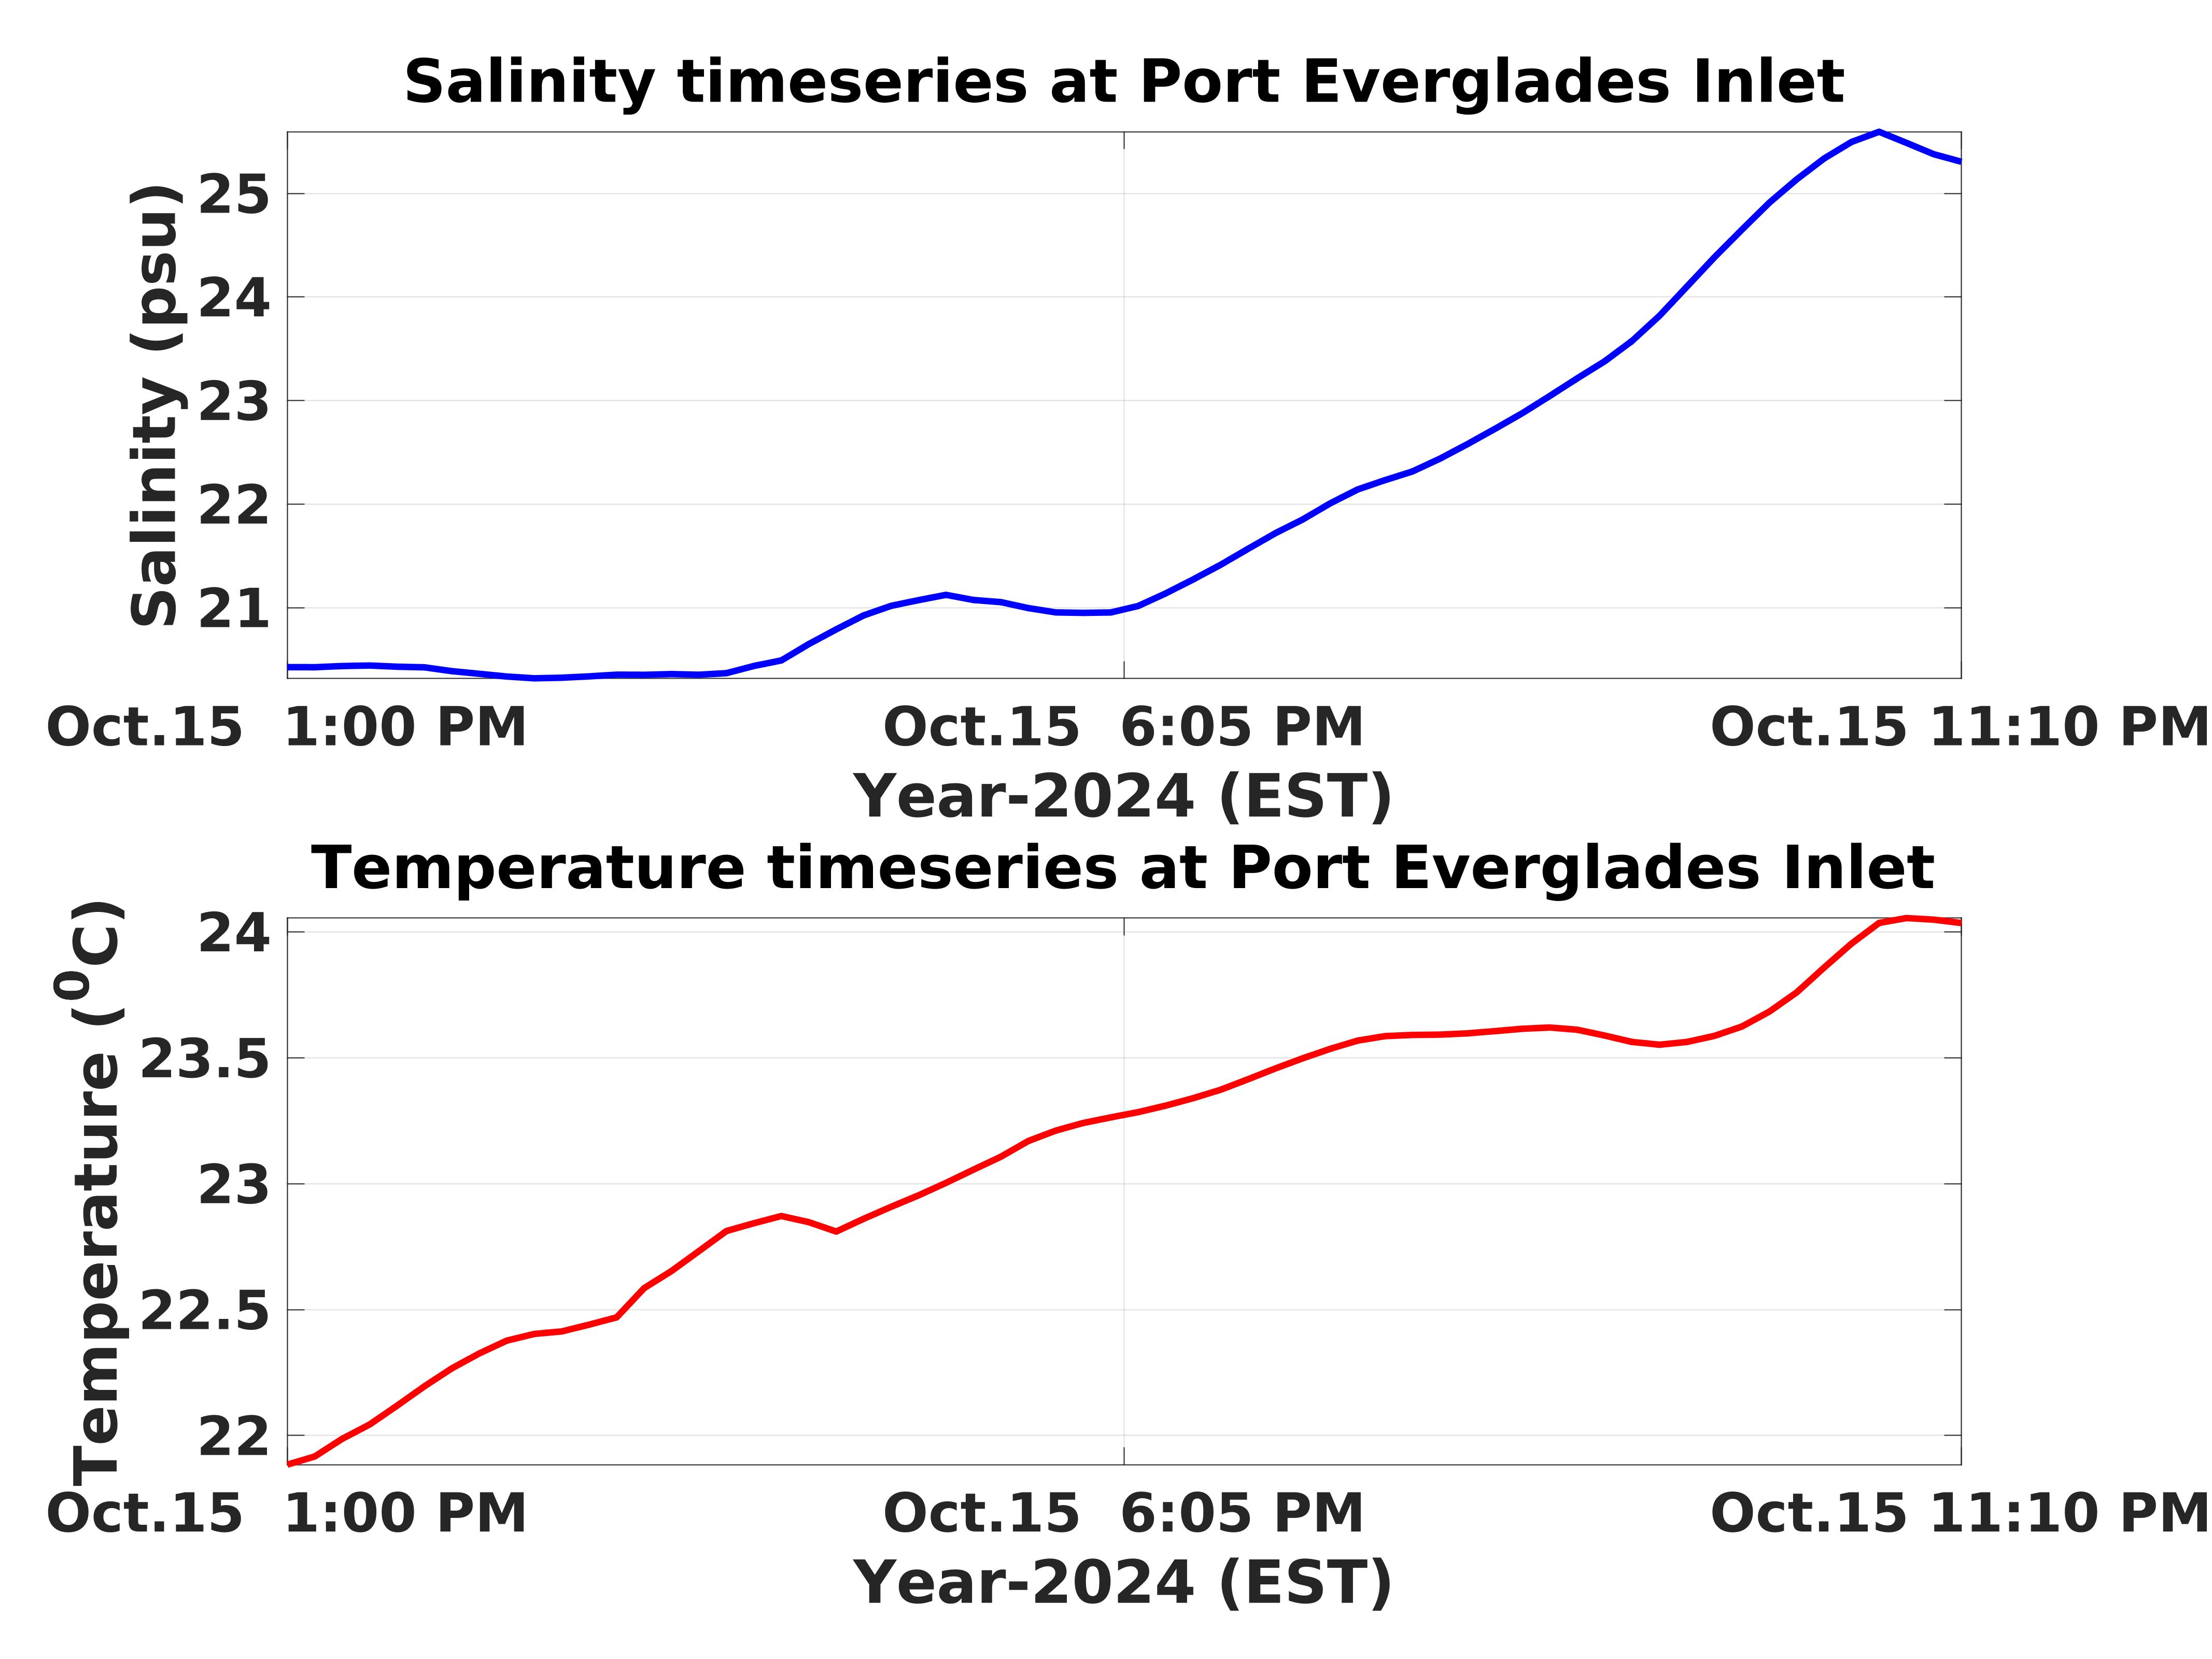 Salinity timeseries at Port Everglades Inlet
Salinity (psu)
25
24
23
22
21
Oct.15 1:00 PM Oct.15 6:05 PM Oct.15 11:10 PM
Year-2024 (EST)
Temperature timeseries at Port Everglades Inlet
Temperature (⁰C)
24
23.5
23
22.5
22
Oct.15 1:00 PM Oct.15 6:05 PM Oct.15 11:10 PM
Year-2024 (EST)